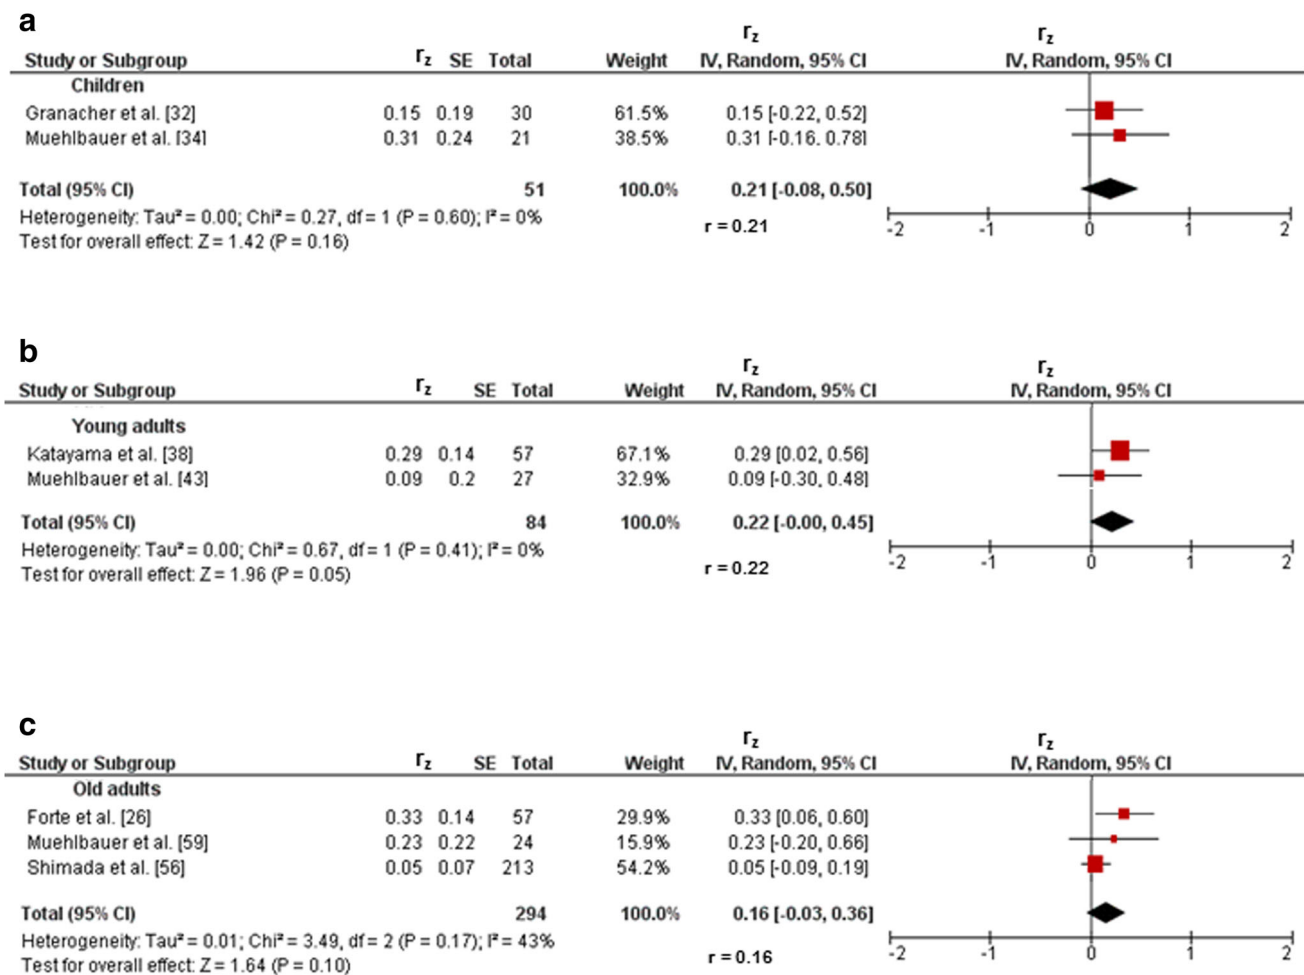 a
r_z r_z
Study or Subgroup r_z SE Total Weight IV, Random, 95% CI IV, Random, 95% CI
Children
Granacher et al. [32] 0.15 0.19 30 61.5% 0.15 [-0.22, 0.52]
Muehlbauer et al. [34] 0.31 0.24 21 38.5% 0.31 [-0.16, 0.78]
Total (95% CI) 51 100.0% 0.21 [-0.08, 0.50]
Heterogeneity: Tau² = 0.00; Chi² = 0.27, df = 1 (P = 0.60); I² = 0%
r = 0.21
-2 -1 0 1 2
Test for overall effect: Z = 1.42 (P = 0.16)
b
r_z r_z
Study or Subgroup r_z SE Total Weight IV, Random, 95% CI IV, Random, 95% CI
Young adults
Katayama et al. [38] 0.29 0.14 57 67.1% 0.29 [0.02, 0.56]
Muehlbauer et al. [43] 0.09 0.2 27 32.9% 0.09 [-0.30, 0.48]
Total (95% CI) 84 100.0% 0.22 [-0.00, 0.45]
Heterogeneity: Tau² = 0.00; Chi² = 0.67, df = 1 (P = 0.41); I² = 0%
-2 -1 0 1 2
Test for overall effect: Z = 1.96 (P = 0.05)
r = 0.22
c
r_z r_z
Study or Subgroup r_z SE Total Weight IV, Random, 95% CI IV, Random, 95% CI
Old adults
Forte et al. [26] 0.33 0.14 57 29.9% 0.33 [0.06, 0.60]
Muehlbauer et al. [59] 0.23 0.22 24 15.9% 0.23 [-0.20, 0.66]
Shimada et al. [56] 0.05 0.07 213 54.2% 0.05 [-0.09, 0.19]
Total (95% CI) 294 100.0% 0.16 [-0.03, 0.36]
Heterogeneity: Tau² = 0.01; Chi² = 3.49, df = 2 (P = 0.17); I² = 43%
-2 -1 0 1 2
r = 0.16
Test for overall effect: Z = 1.64 (P = 0.10)